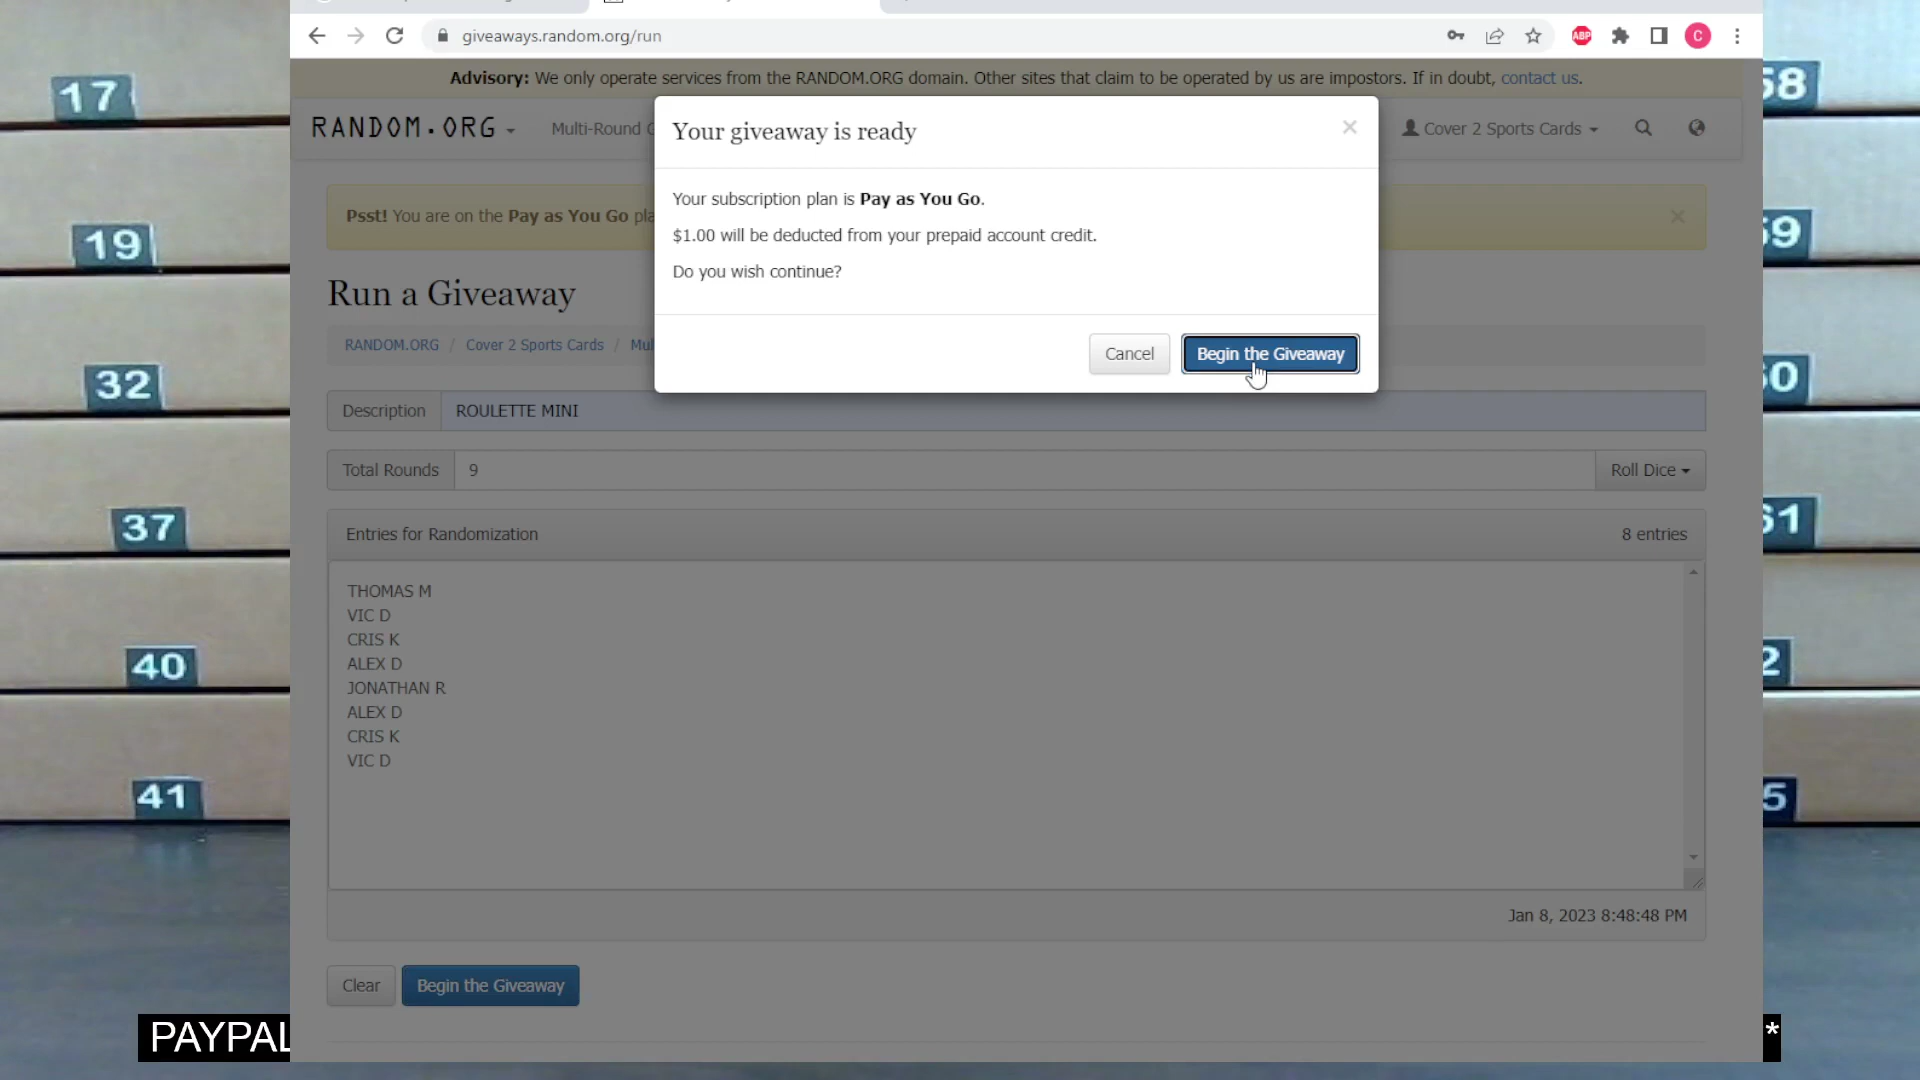 giveaways.random.org/run
ABP
C
Advisory: We only operate services from the RANDOM.ORG domain. Other sites that claim to be operated by us are impostors. If in doubt, contact us.
RANDOM.ORG
Multi-Round
Cover 2 Sports Cards
Your giveaway is ready
Your subscription plan is Pay as You Go.
$1.00 will be deducted from your prepaid account credit.
Do you wish continue?
Cancel
Begin the Giveaway
Psst! You are on the Pay as You Go
Run a Giveaway
RANDOM.ORG / Cover 2 Sports Cards /
Description ROULETTE MINI
Total Rounds 9 Roll Dice
Entries for Randomization 8 entries
THOMAS M
VIC D
CRIS K
ALEX D
JONATHAN R
ALEX D
CRIS K
VIC D
Jan 8, 2023 8:48:48 PM
Clear
Begin the Giveaway
17
19
32
37
40
41
58
59
60
61
PAYPAL
*